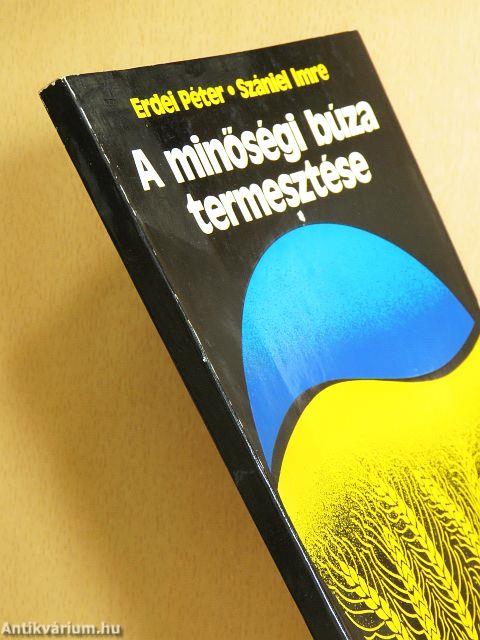 Erdei Péter • Szániel Imre
A minőségi búza
termesztése
Antikvárium.hu